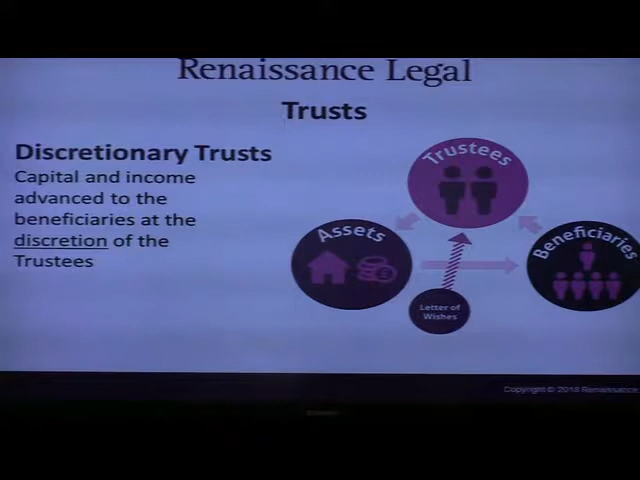 Renaissance Legal
Trusts
Discretionary Trusts
Capital and income
advanced to the
beneficiaries at the
discretion of the
Trustees
Trustees
Assets
£
Beneficiaries
Letter of
Wishes
Copyright © 2018 Renaissance